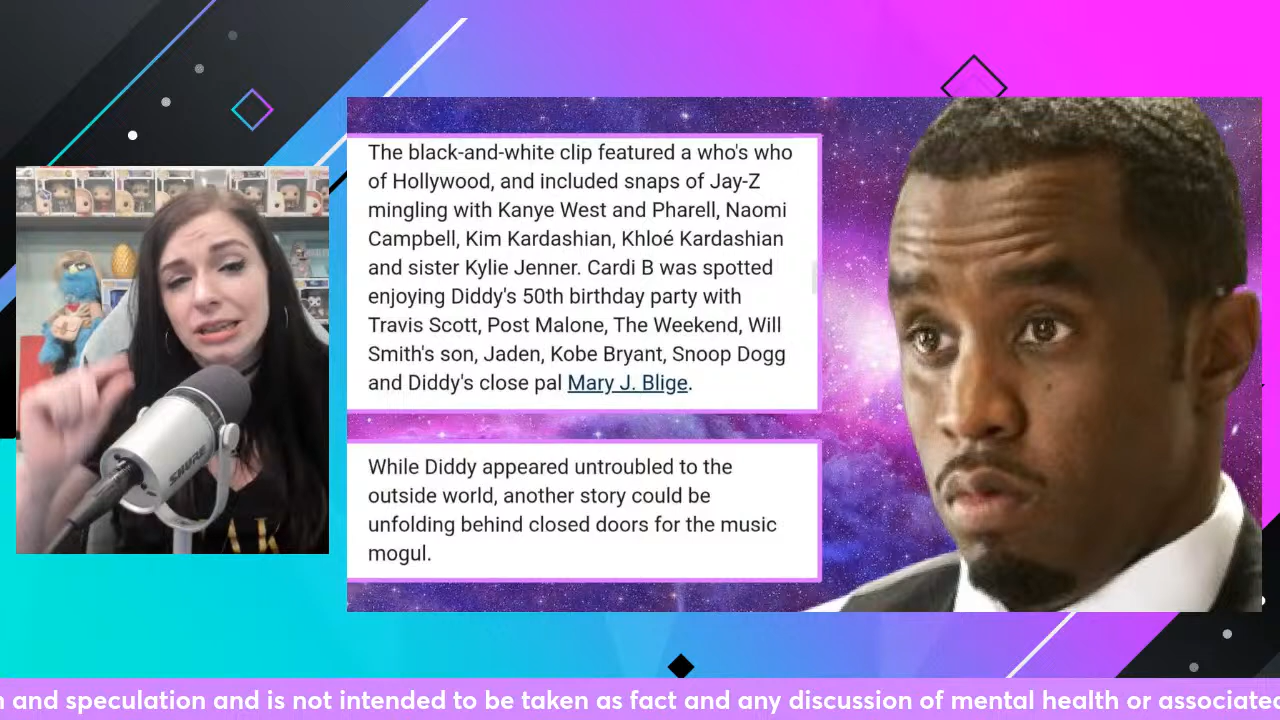 The black-and-white clip featured a who's who
of Hollywood, and included snaps of Jay-Z
mingling with Kanye West and Pharell, Naomi
Campbell, Kim Kardashian, Khloé Kardashian
and sister Kylie Jenner. Cardi B was spotted
enjoying Diddy's 50th birthday party with
Travis Scott, Post Malone, The Weekend, Will
Smith's son, Jaden, Kobe Bryant, Snoop Dogg
and Diddy's close pal Mary J. Blige.
While Diddy appeared untroubled to the
outside world, another story could be
unfolding behind closed doors for the music
mogul.
SHURE
n and speculation and is not intended to be taken as fact and any discussion of mental health or associated